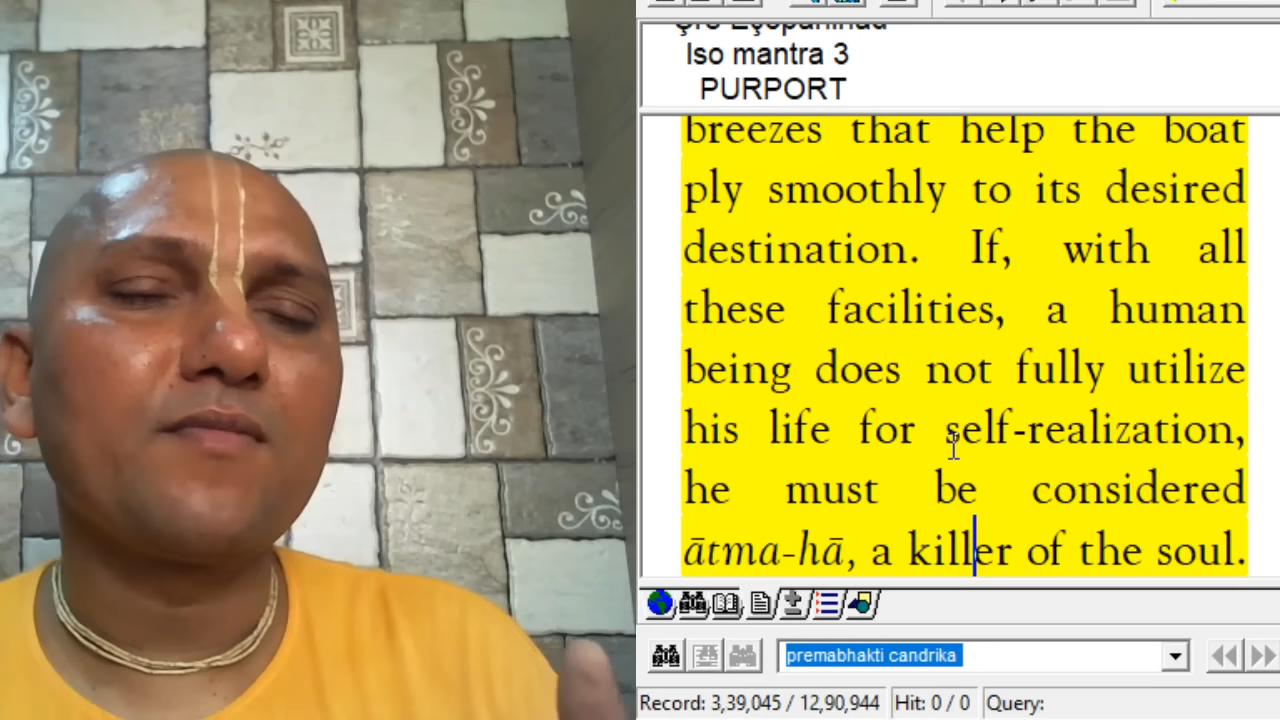 Çré Éçopaniñad
Iso mantra 3
PURPORT
breezes that help the boat
ply smoothly to its desired
destination. If, with all
these facilities, a human
being does not fully utilize
his life for self-realization,
he must be considered
ātma-hā, a killer of the soul.
premabhakti candrika
Record: 3,39,045 / 12,90,944
Hit: 0 / 0
Query: